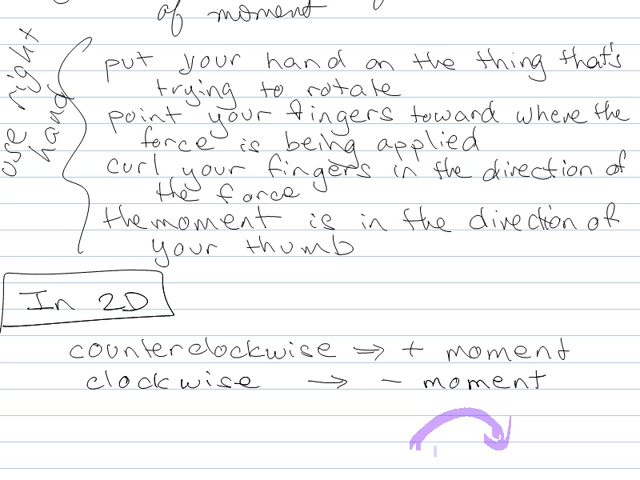 of moment
use right
hand
put your hand on the thing that's
trying to rotate
point your fingers toward where the
force is being applied
curl your fingers in the direction of
the force
the moment is in the direction of
your thumb
In 2D
counterclockwise => + moment
clockwise → - moment